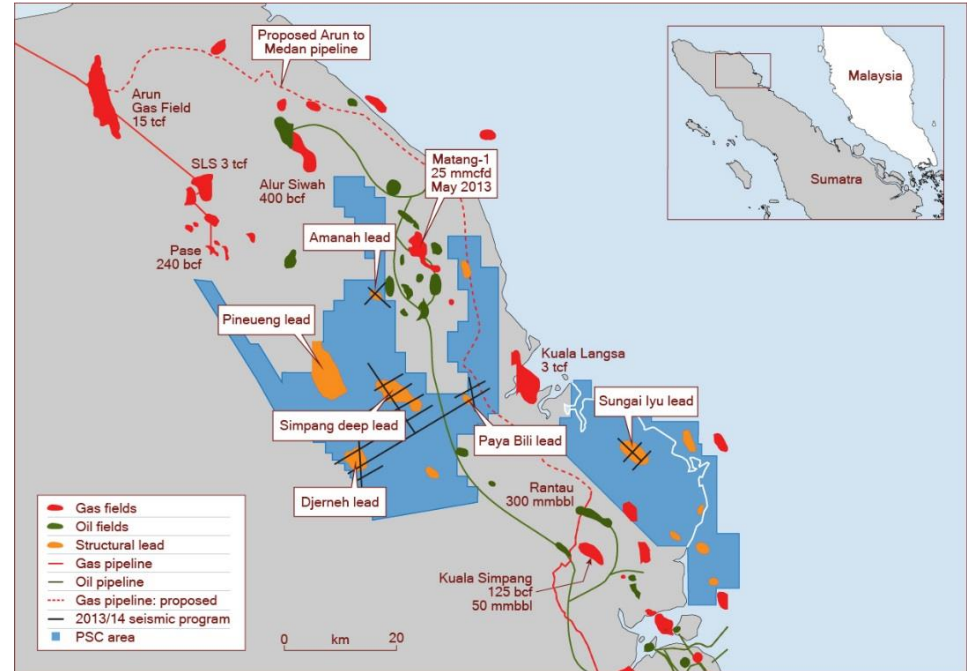 Proposed Arun to
Medan pipeline
Malaysia
Sumatra
Arun
Gas Field
15 tcf
SLS 3 tcf
Pase
240 bcf
Alur Siwah
400 bcf
Matang-1
25 mmcfd
May 2013
Amanah lead
Pineueng lead
Simpang deep lead
Djerneh lead
Paya Bili lead
Kuala Langsa
3 tcf
Sungai Iyu lead
Rantau
300 mmbbl
Kuala Simpang
125 bcf
50 mmbbl
Gas fields
Oil fields
Structural lead
Gas pipeline
Oil pipeline
Gas pipeline: proposed
2013/14 seismic program
PSC area
0 km 20